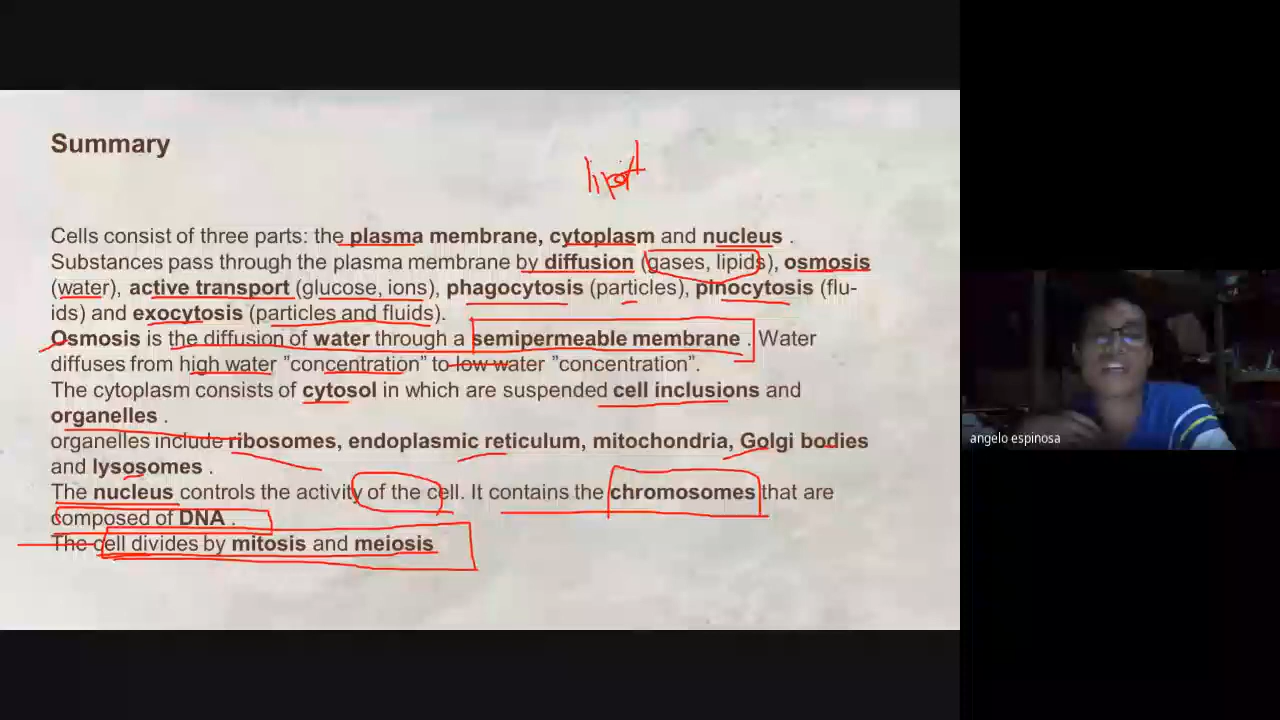 Summary
lipid
Cells consist of three parts: the plasma membrane, cytoplasm and nucleus .
Substances pass through the plasma membrane by diffusion (gases, lipids), osmosis
(water), active transport (glucose, ions), phagocytosis (particles), pinocytosis (flu-
ids) and exocytosis (particles and fluids).
Osmosis is the diffusion of water through a semipermeable membrane . Water
diffuses from high water ”concentration” to low water ”concentration”.
The cytoplasm consists of cytosol in which are suspended cell inclusions and
organelles .
organelles include ribosomes, endoplasmic reticulum, mitochondria, Golgi bodies
and lysosomes .
The nucleus controls the activity of the cell. It contains the chromosomes that are
composed of DNA .
The cell divides by mitosis and meiosis
angelo espinosa